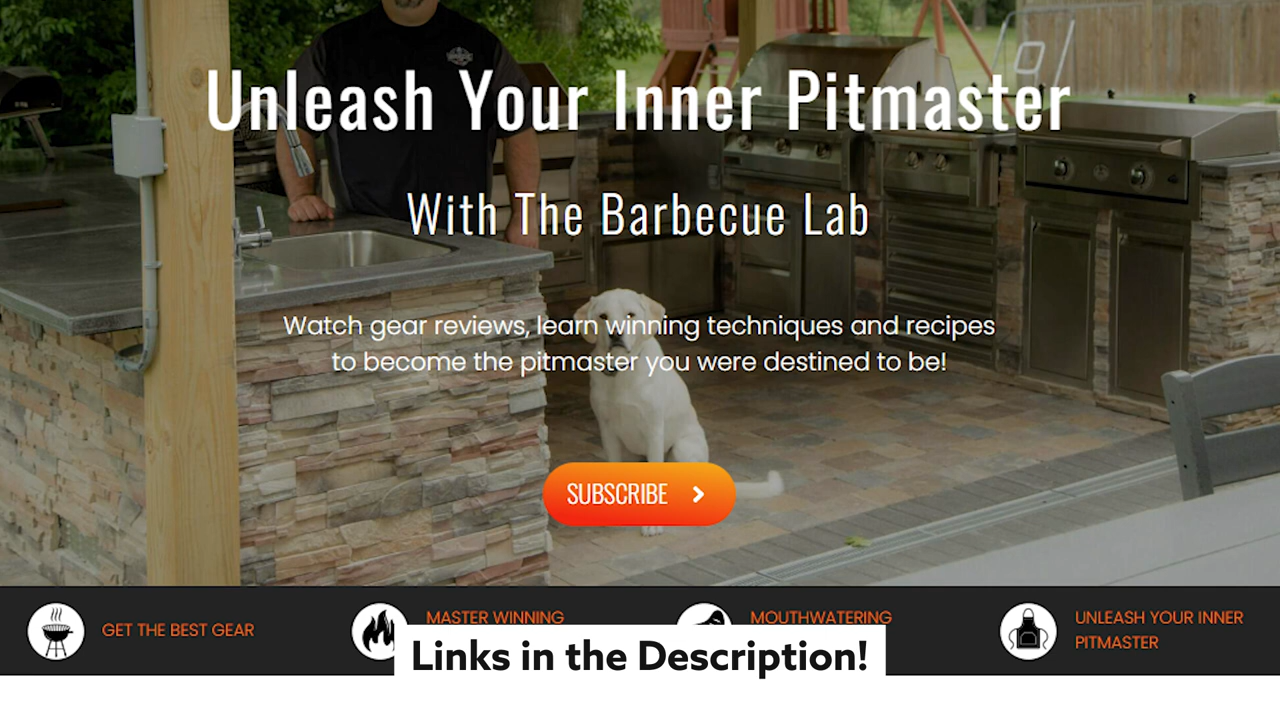 Unleash Your Inner Pitmaster
With The Barbecue Lab
Watch gear reviews, learn winning techniques and recipes
to become the pitmaster you were destined to be!
SUBSCRIBE
GET THE BEST GEAR
MASTER WINNING
MOUTHWATERING
UNLEASH YOUR INNER
PITMASTER
Links in the Description!